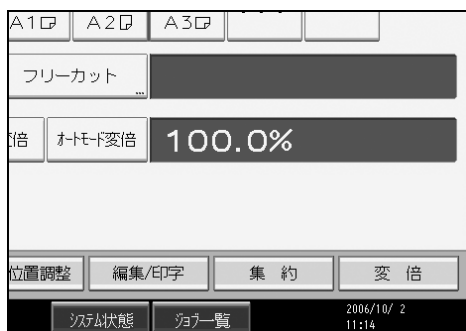 A1 A2 A3
フリーカット
変倍 オートモード変倍 100.0%
位置調整 編集/印字 集約 変倍
システム状態 ジョブ一覧 2006/10/ 2
11:14